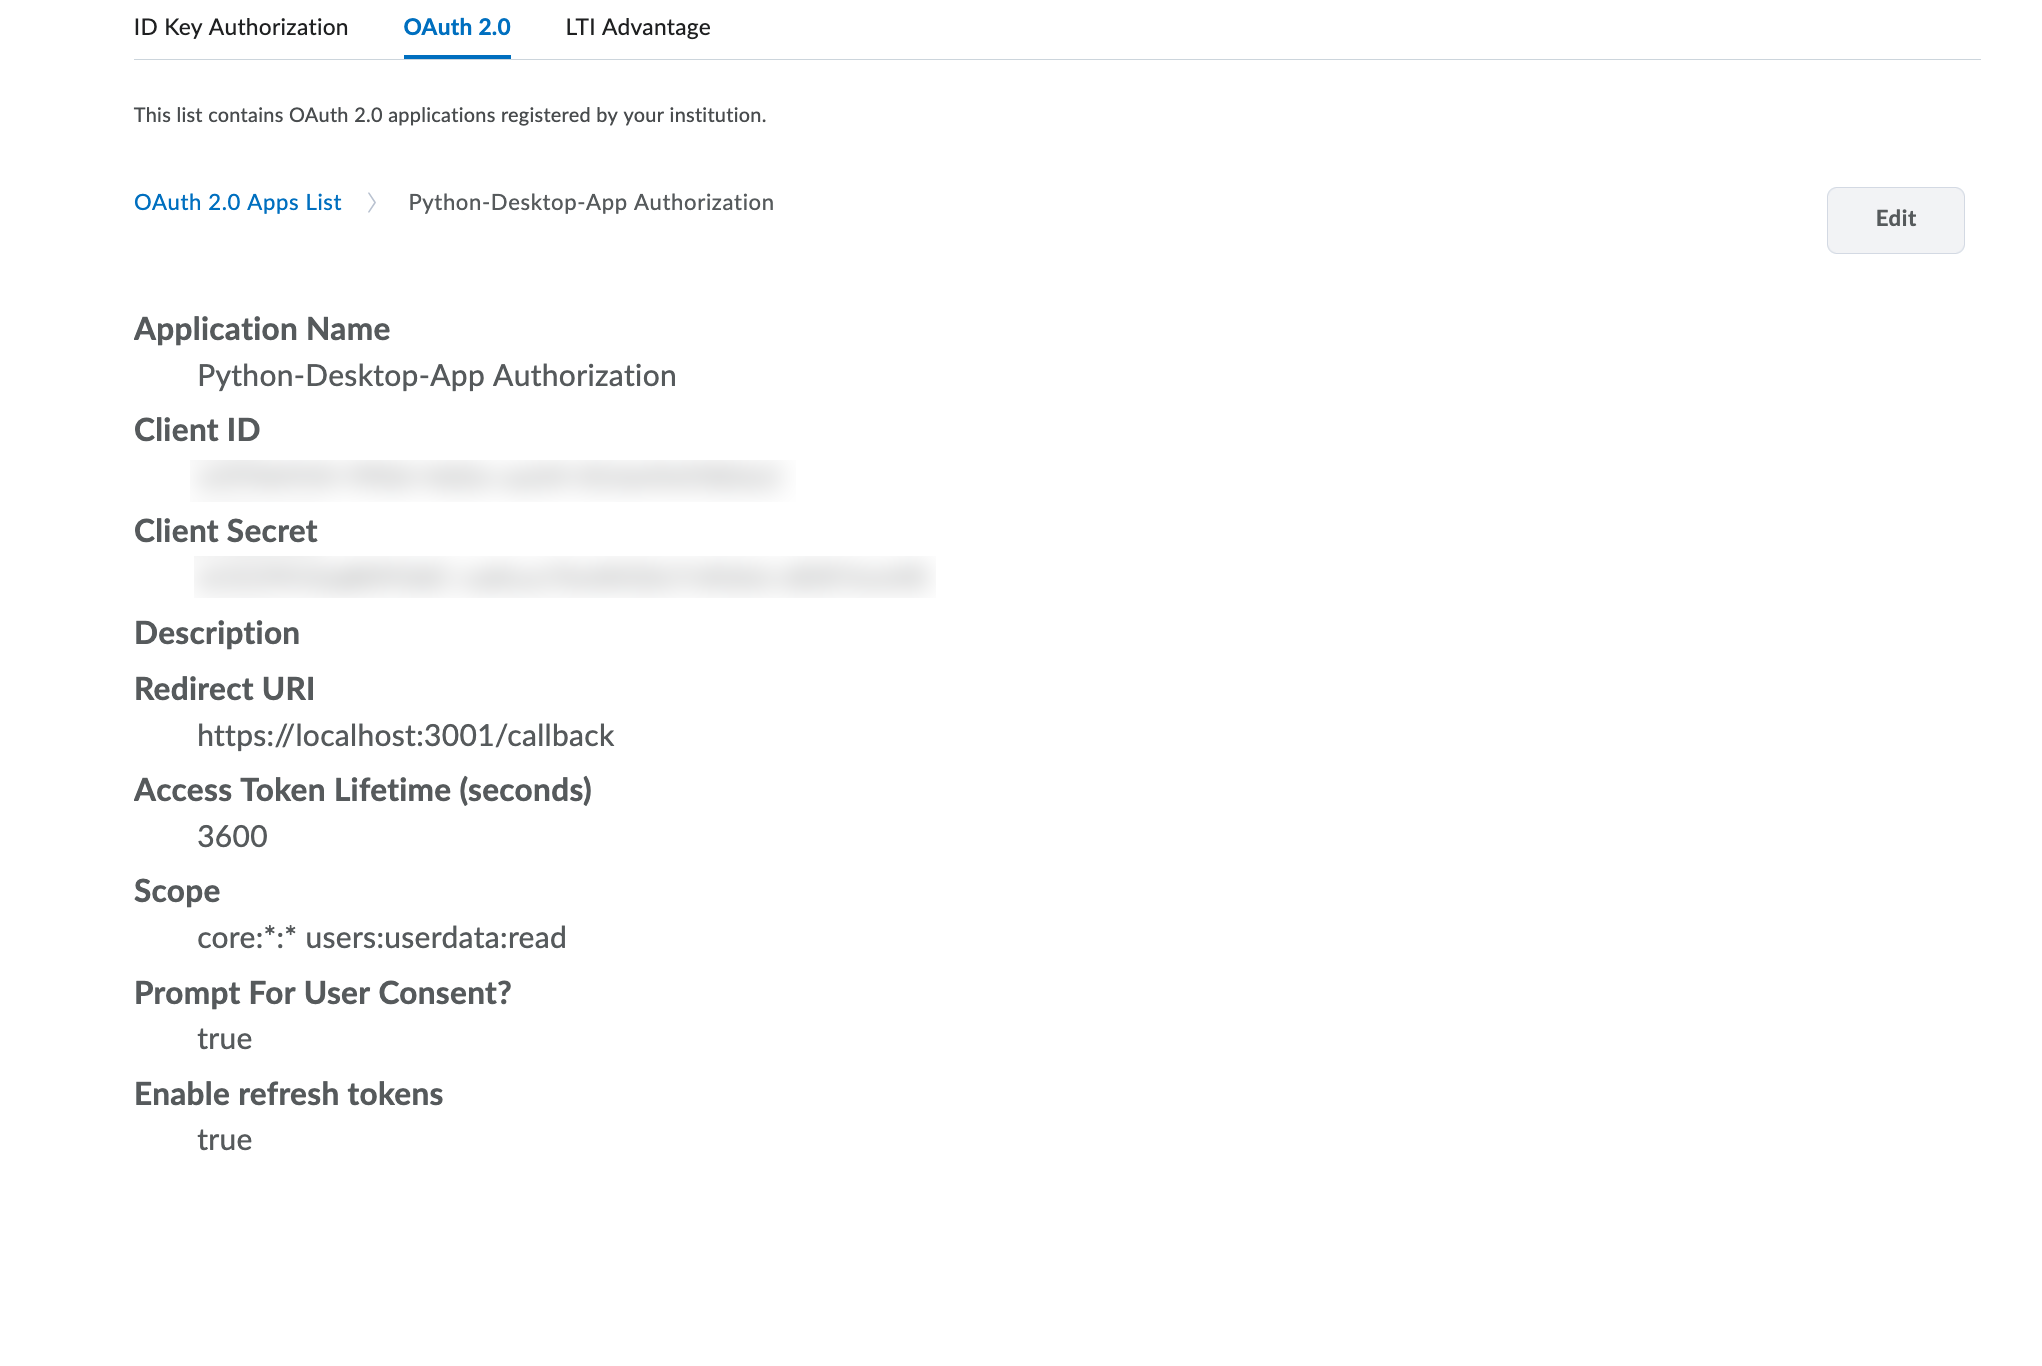 ID Key Authorization OAuth 2.0 LTI Advantage
This list contains OAuth 2.0 applications registered by your institution.
OAuth 2.0 Apps List Python-Desktop-App Authorization
Edit
Application Name
Python-Desktop-App Authorization
Client ID
Client Secret
Description
Redirect URI
https://localhost:3001/callback
Access Token Lifetime (seconds)
3600
Scope
core:*:* users:userdata:read
Prompt For User Consent?
true
Enable refresh tokens
true